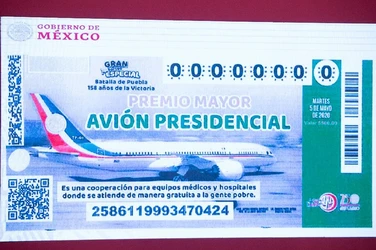 GOBIERNO DE
MÉXICO
GRAN
ESPECIAL
Batalla de Puebla
158 años de la Victoria
0000000 0
PREMIO MAYOR
AVIÓN PRESIDENCIAL
MARTES
5 DE MAYO
DE 2020
Es una cooperación para equipos médicos y hospitales
donde se atiende de manera gratuita a la gente pobre.
2586119993470424